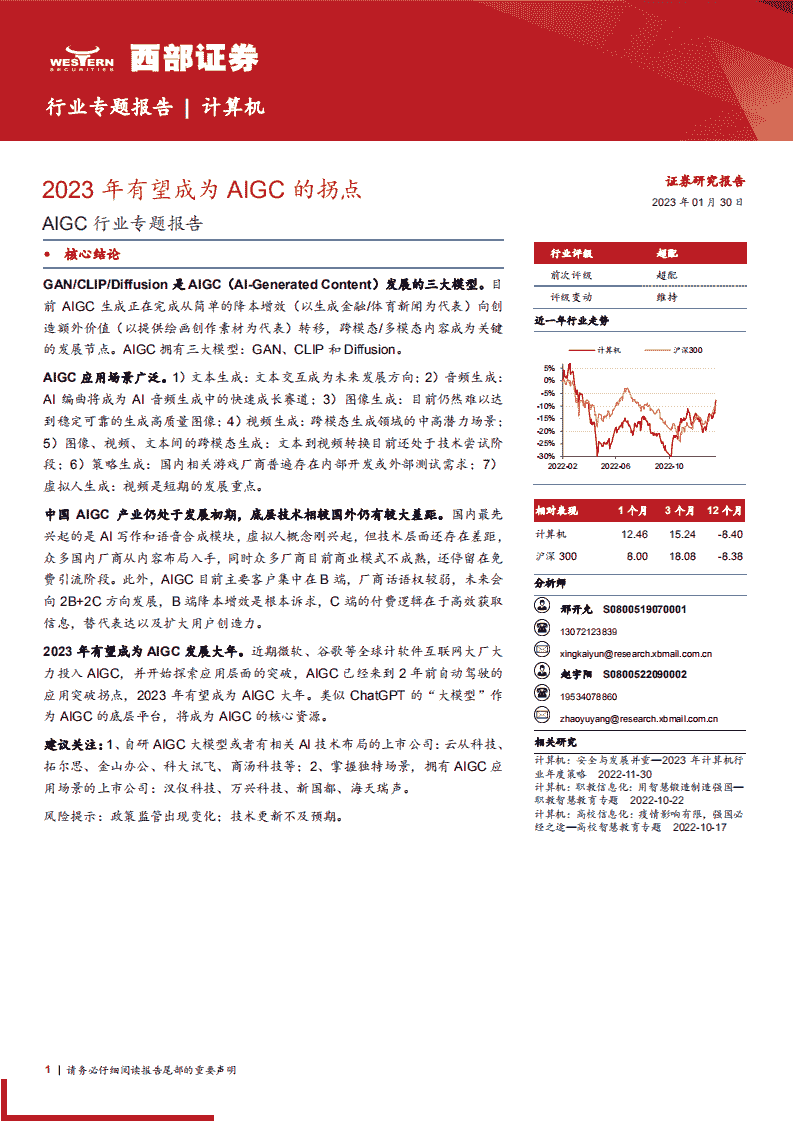 WESTERN
SECURITIES
西部证券
行业专题报告 | 计算机
2023 年有望成为 AIGC 的拐点
AIGC 行业专题报告
• 核心结论
GAN/CLIP/Diffusion 是 AIGC（AI-Generated Content）发展的三大模型。目
前 AIGC 生成正在完成从简单的降本增效（以生成金融/体育新闻为代表）向创
造额外价值（以提供绘画创作素材为代表）转移，跨模态/多模态内容成为关键
的发展节点。AIGC 拥有三大模型：GAN、CLIP 和 Diffusion。
AIGC 应用场景广泛。1）文本生成：文本交互成为未来发展方向；2）音频生成：
AI 编曲将成为 AI 音频生成中的快速成长赛道；3）图像生成：目前仍然难以达
到稳定可靠的生成高质量图像；4）视频生成：跨模态生成领域的中高潜力场景；
5）图像、视频、文本间的跨模态生成：文本到视频转换目前还处于技术尝试阶
段；6）策略生成：国内相关游戏厂商普遍存在内部开发或外部测试需求；7）
虚拟人生成：视频是短期的发展重点。
中国 AIGC 产业仍处于发展初期，底层技术相较国外仍有较大差距。国内最先
兴起的是 AI 写作和语音合成模块，虚拟人概念刚兴起，但技术层面还存在差距，
众多国内厂商从内容布局入手，同时众多厂商目前商业模式不成熟，还停留在免
费引流阶段。此外，AIGC 目前主要客户集中在 B 端，厂商话语权较弱，未来会
向 2B+2C 方向发展，B 端降本增效是根本诉求，C 端的付费逻辑在于高效获取
信息，替代表达以及扩大用户创造力。
2023 年有望成为 AIGC 发展大年。近期微软、谷歌等全球计软件互联网大厂大
力投入 AIGC，并开始探索应用层面的突破，AIGC 已经来到 2 年前自动驾驶的
应用突破拐点，2023 年有望成为 AIGC 大年。类似 ChatGPT 的“大模型”作
为 AIGC 的底层平台，将成为 AIGC 的核心资源。
建议关注：1、自研 AIGC 大模型或者有相关 AI 技术布局的上市公司：云从科技、
拓尔思、金山办公、科大讯飞、商汤科技等；2、掌握独特场景，拥有 AIGC 应
用场景的上市公司：汉仪科技、万兴科技、新国都、海天瑞声。
风险提示：政策监管出现变化；技术更新不及预期。
证券研究报告
2023 年 01 月 30 日
行业评级 超配
前次评级 超配
评级变动 维持
近一年行业走势
计算机 沪深300
5%
0%
-5%
-10%
-15%
-20%
-25%
-30%
2022-02 2022-06 2022-10
相对表现 1 个月 3 个月 12 个月
计算机 12.46 15.24 -8.40
沪深 300 8.00 18.08 -8.38
分析师
邢开允 S0800519070001
13072123839
xingkaiyun@research.xbmail.com.cn
赵宇阳 S0800522090002
19534078860
zhaoyuyang@research.xbmail.com.cn
相关研究
计算机：安全与发展并重—2023 年计算机行
业年度策略 2022-11-30
计算机：职教信息化：用智慧锻造制造强国—
职教智慧教育专题 2022-10-22
计算机：高校信息化：疫情影响有限，强国必
经之途—高校智慧教育专题 2022-10-17
1 | 请务必仔细阅读报告尾部的重要声明